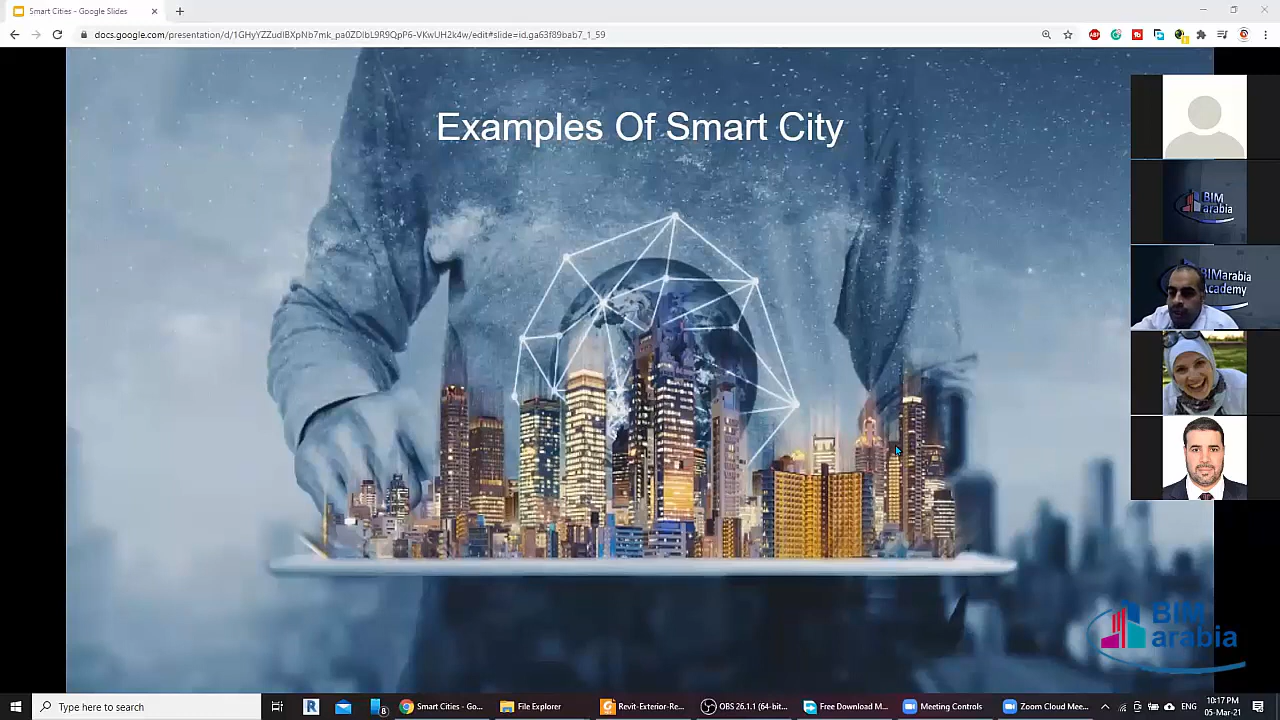 Smart Cities - Google Slides
docs.google.com/presentation/d/1GHyYZZudIBXpNb7mk_pa0ZDlbL9R9QpP6-VKwUH2k4w/edit#slide=id.ga63f89bab7_1_59
Examples Of Smart City
BIM
arabia
BIMarabia
Academy
BIM
arabia
Type here to search
Smart Cities - Go...
File Explorer
Revit-Exterior-Re...
OBS 26.1.1 (64-bit...
Free Download M...
Meeting Controls
Zoom Cloud Mee...
10:17 PM
05-Mar-21